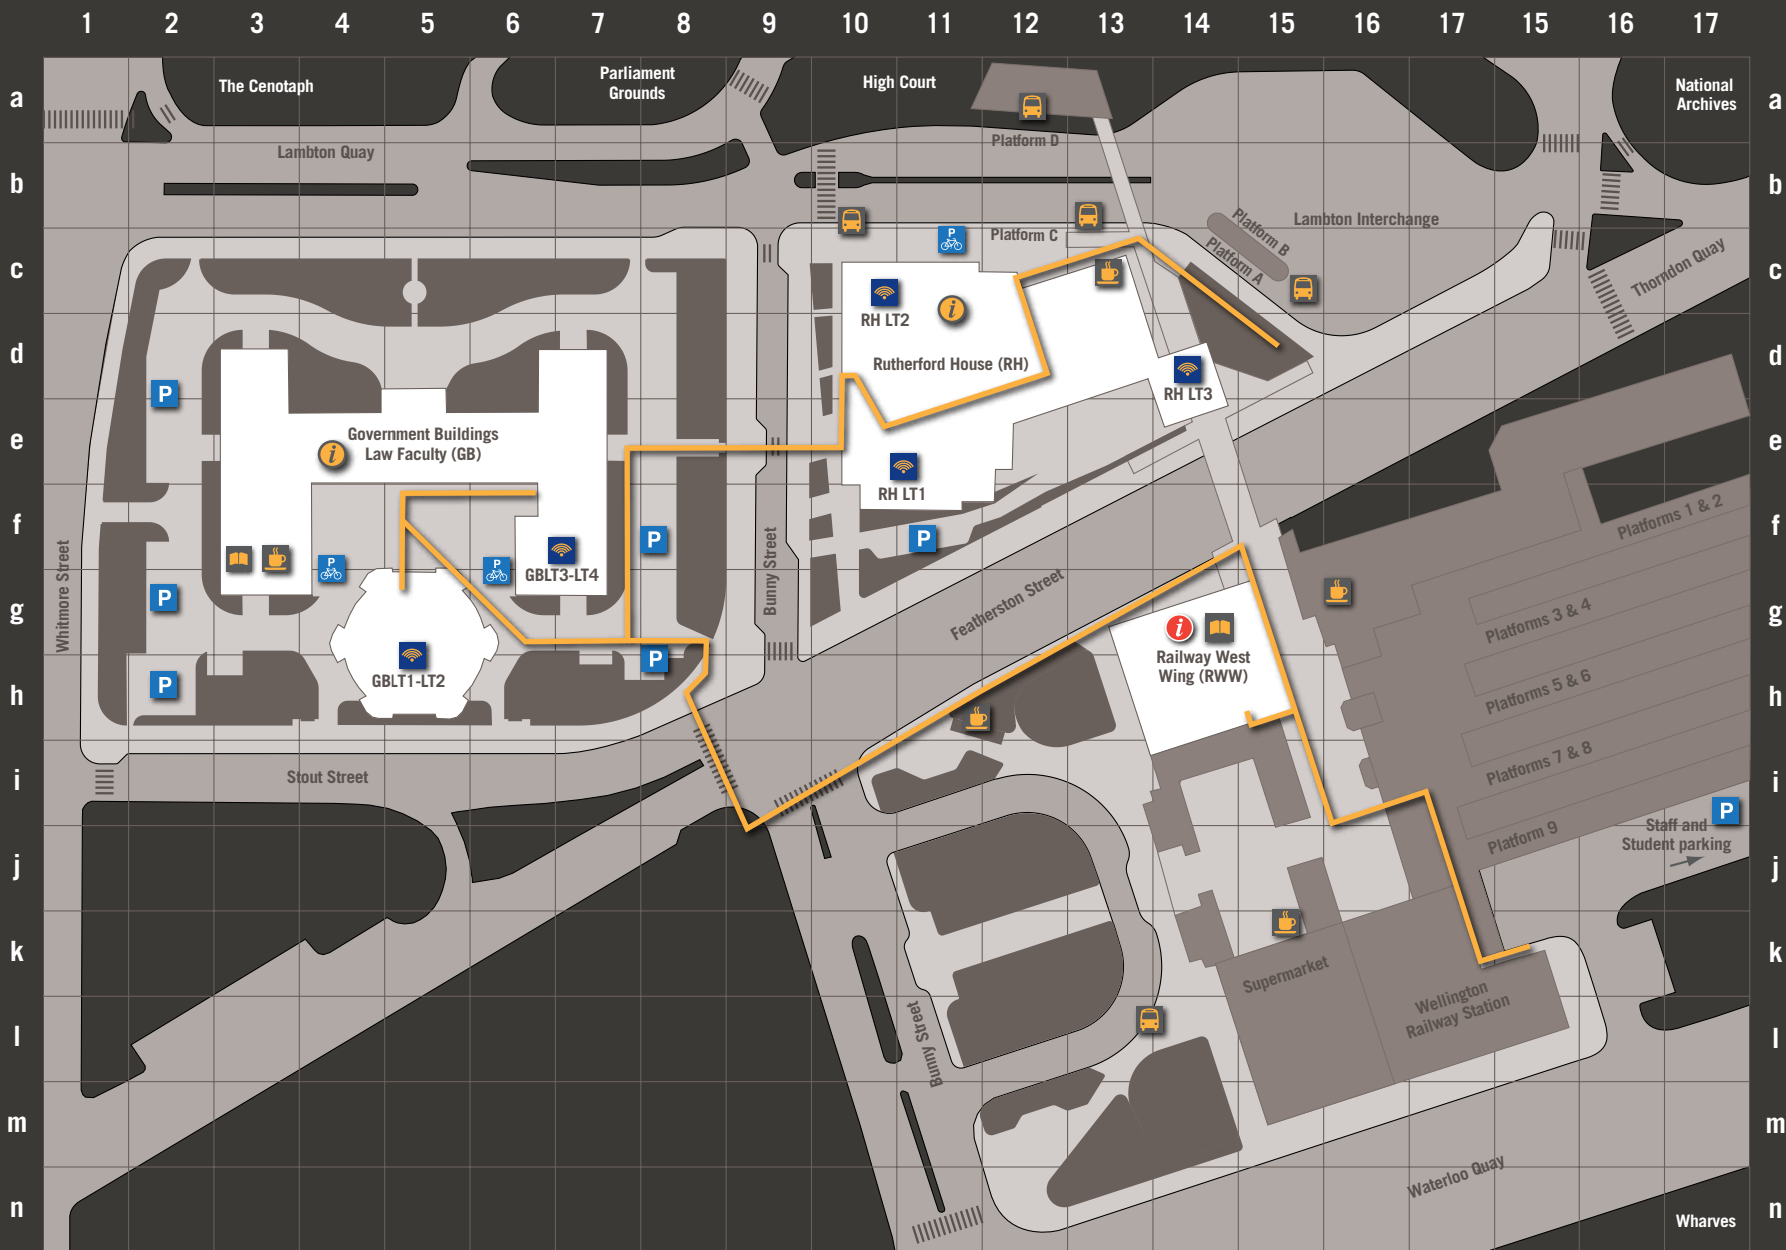 1 2 3 4 5 6 7 8 9 10 11 12 13 14 15 16 17 15 16 17
a
The Cenotaph
Parliament
Grounds
High Court
National
Archives
a
Platform D
Lambton Quay
b
b
Lambton Interchange
Platform B
Platform A
Platform C
Thorndon Quay
P
c
c
RH LT2
i
d
Rutherford House (RH)
d
P
RH LT3
e
Government Buildings
Law Faculty (GB)
i
e
RH LT1
f
P
P
Platforms 1 & 2
f
Whitmore Street
Bunny Street
P
P
GBLT3-LT4
Featherston Street
g
P
i
Platforms 3 & 4
g
Railway West
Wing (RWW)
P
h
P
GBLT1-LT2
Platforms 5 & 6
h
i
Stout Street
Platforms 7 & 8
i
P
Staff and
Student parking
Platform 9
j
j
k
Supermarket
k
Wellington
Railway Station
l
Bunny Street
l
m
m
Waterloo Quay
n
Wharves
n